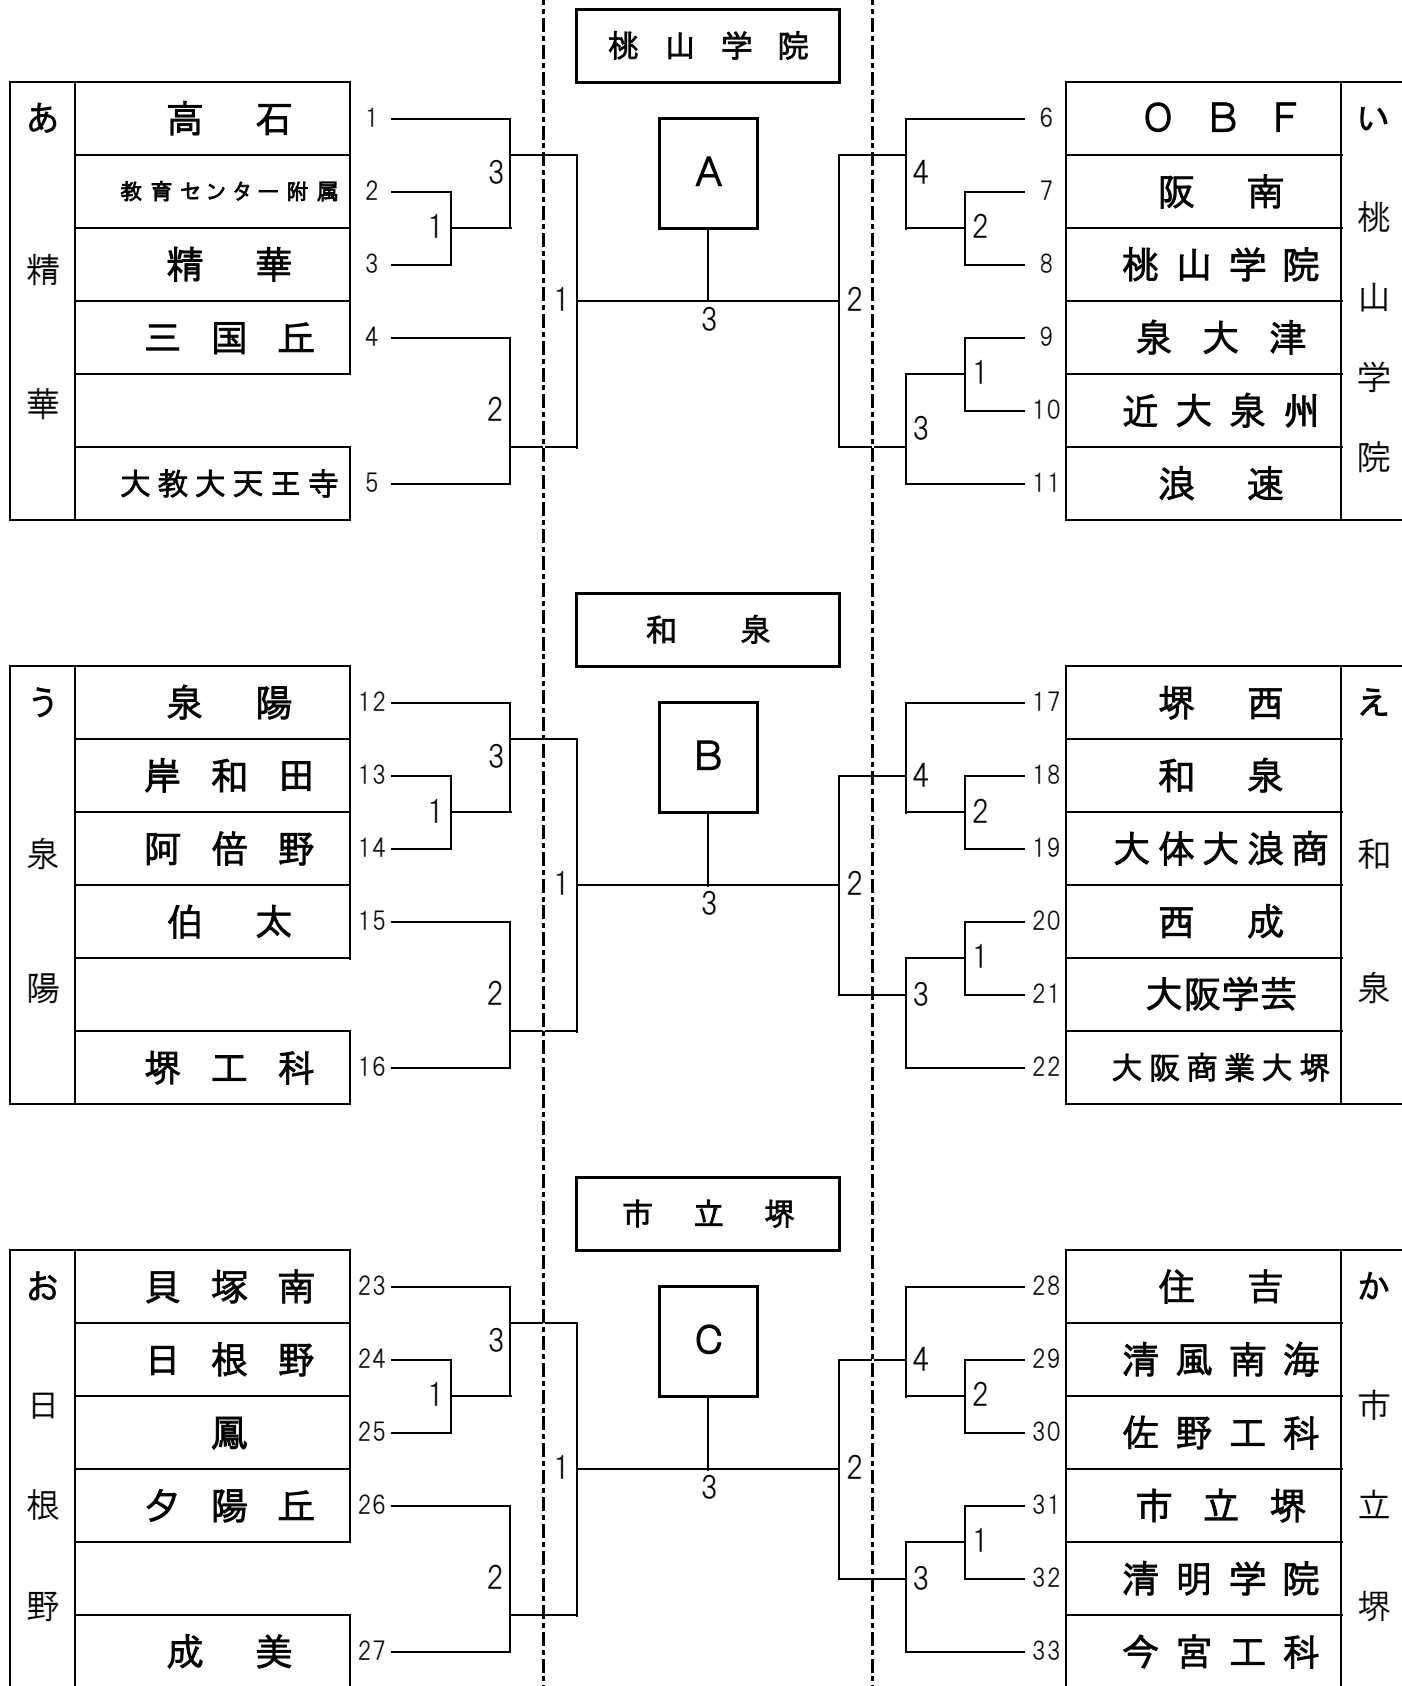 桃山学院
あ 精華
高石 1
教育センター附属 2
精華 3
三国丘 4
大教大天王寺 5
1
3
2
1
A
3
2
4
2
1
3
6 OBF
7 阪南
8 桃山学院
9 泉大津
10 近大泉州
11 浪速
い 桃山学院
和泉
う 泉陽
泉陽 12
岸和田 13
阿倍野 14
伯太 15
堺工科 16
1
3
2
1
B
3
2
4
2
1
3
17 堺西
18 和泉
19 大体大浪商
20 西成
21 大阪学芸
22 大阪商業大堺
え 和泉
市立堺
お 日根野
貝塚南 23
日根野 24
鳳 25
夕陽丘 26
成美 27
1
3
2
1
C
3
2
4
2
1
3
28 住吉
29 清風南海
30 佐野工科
31 市立堺
32 清明学院
33 今宮工科
か 市立堺